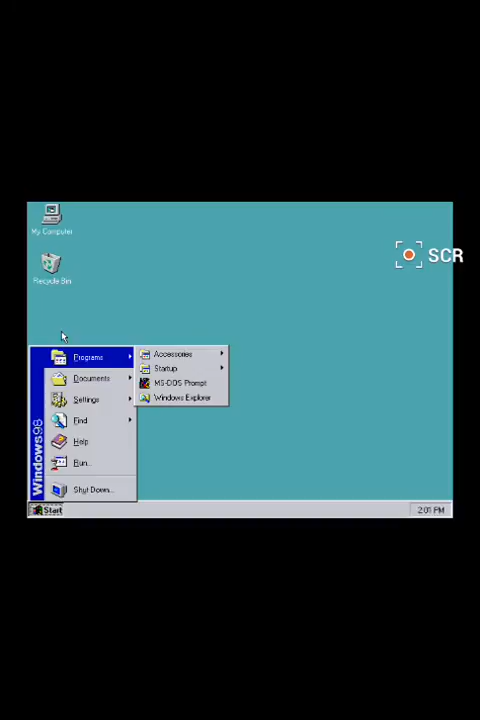 My Computer
SCR
Recycle Bin
Programs
Accessories
Documents
Startup
MS-DOS Prompt
Settings
Windows Explorer
Find
Help
Run...
Shut Down...
Windows98
Start
2:01 PM